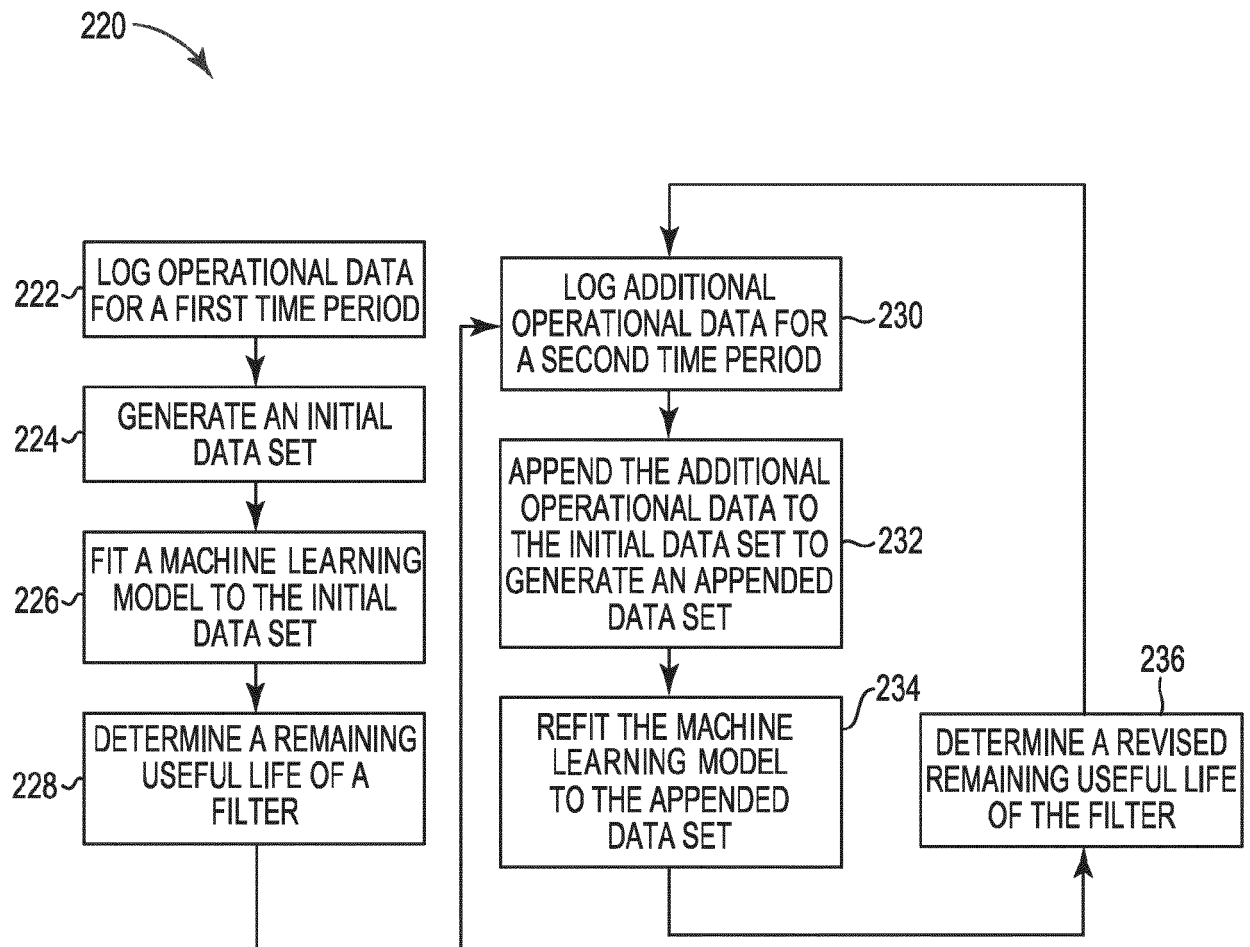 220
222
LOG OPERATIONAL DATA
FOR A FIRST TIME PERIOD
224
GENERATE AN INITIAL
DATA SET
226
FIT A MACHINE LEARNING
MODEL TO THE INITIAL
DATA SET
228
DETERMINE A REMAINING
USEFUL LIFE OF A
FILTER
LOG ADDITIONAL
OPERATIONAL DATA FOR
A SECOND TIME PERIOD
230
APPEND THE ADDITIONAL
OPERATIONAL DATA TO
THE INITIAL DATA SET TO
GENERATE AN APPENDED
DATA SET
232
REFIT THE MACHINE
LEARNING MODEL
TO THE APPENDED
DATA SET
234
236
DETERMINE A REVISED
REMAINING USEFUL LIFE
OF THE FILTER